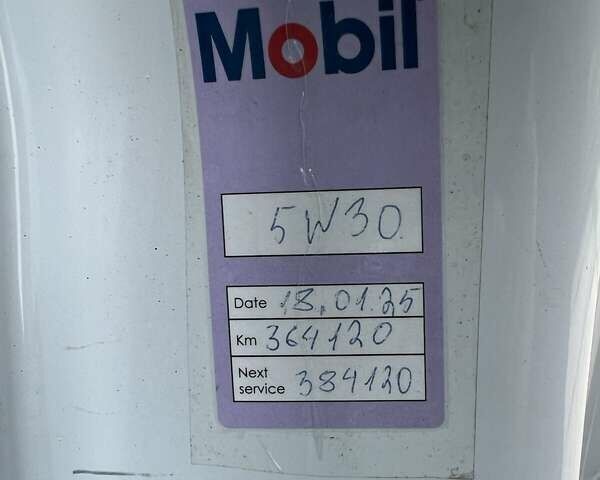 Mobil
5W30
Date 18.01.25
Km 364120
Next
service 384120